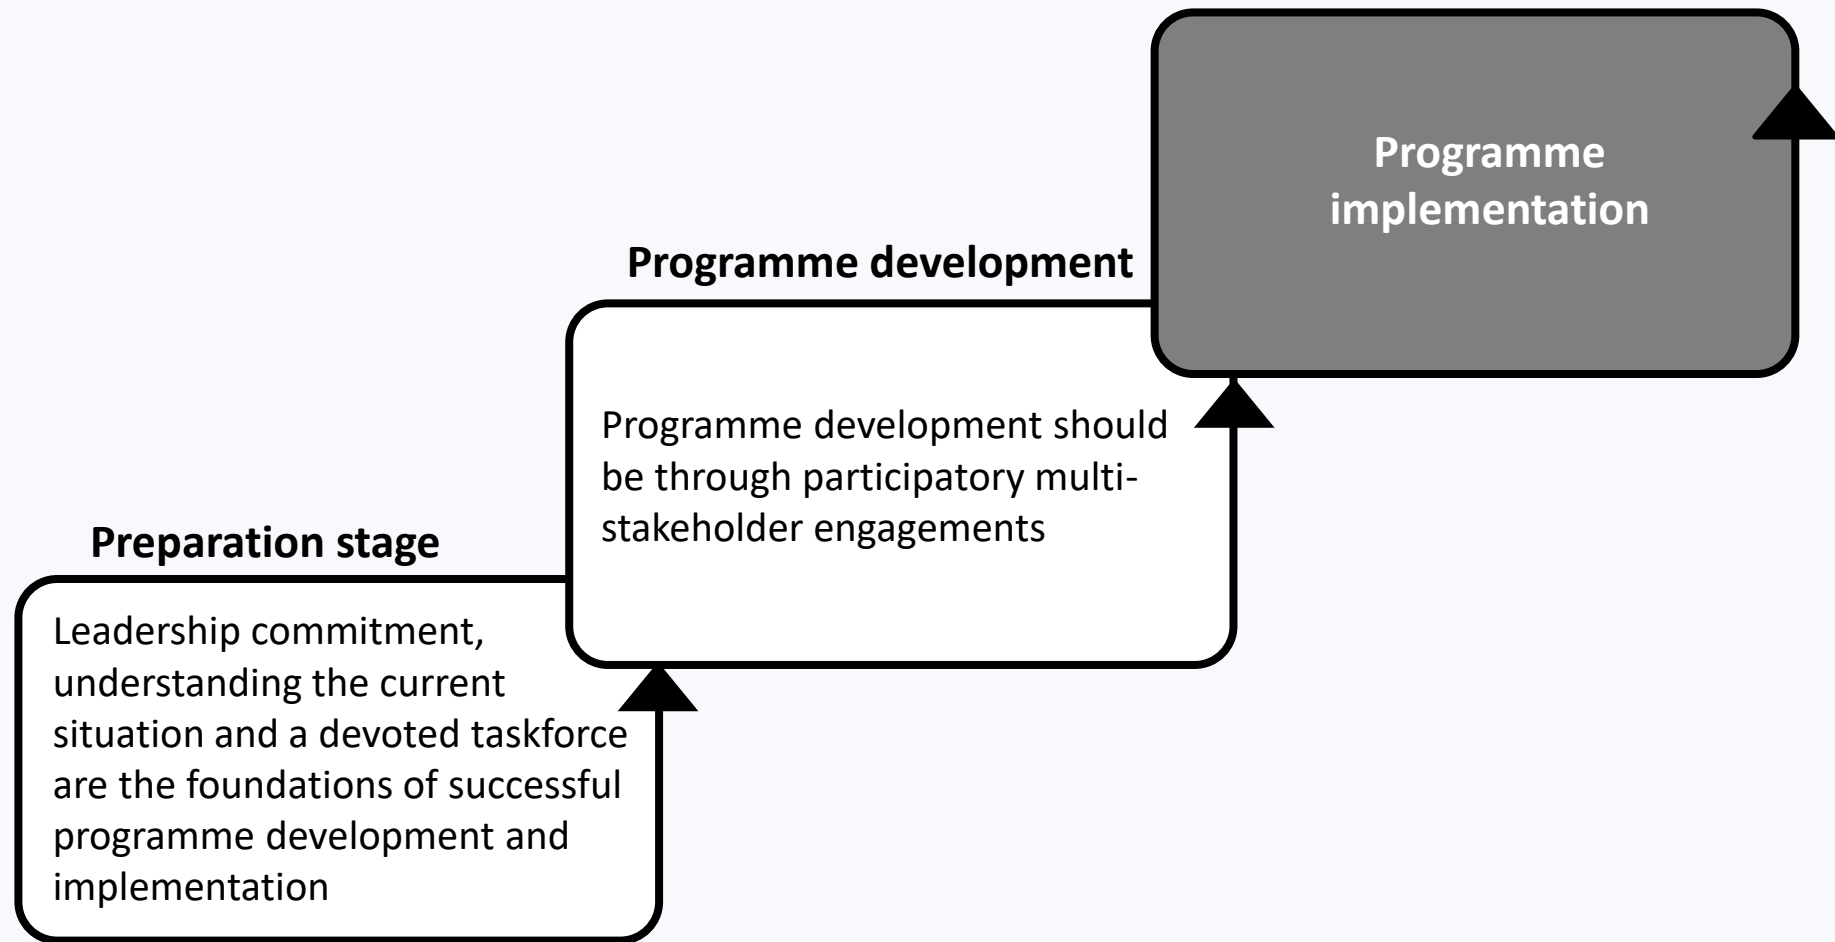 Programme
implementation
Programme development
Programme development should
be through participatory multi-
stakeholder engagements
Preparation stage
Leadership commitment,
understanding the current
situation and a devoted taskforce
are the foundations of successful
programme development and
implementation